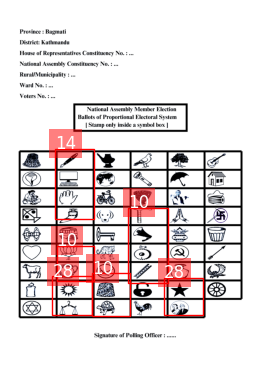 Province : Bagmati
District: Kathmandu
House of Representatives Constituency No. : ...
National Assembly Constituency No. : ...
Rural/Municipality : ...
Ward No. : ...
Voters No. : ...
National Assembly Member Election
Ballots of Proportional Electoral System
[ Stamp only inside a symbol box ]
14
10
10
28
10
28
Signature of Polling Officer : ......